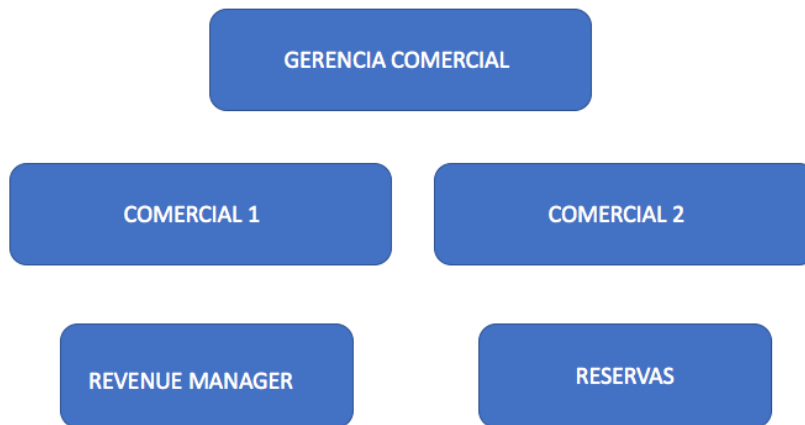 GERENCIA COMERCIAL
COMERCIAL 1
COMERCIAL 2
REVENUE MANAGER
RESERVAS